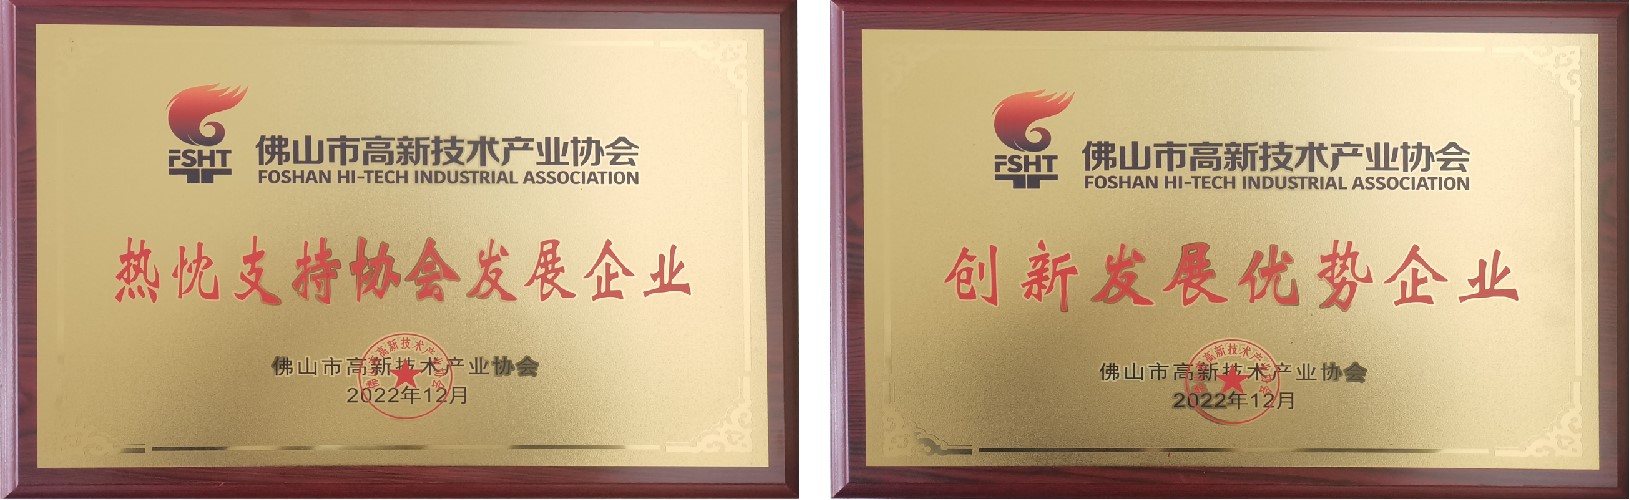 FSHT
佛山市高新技术产业协会
FOSHAN HI-TECH INDUSTRIAL ASSOCIATION
热忱支持协会发展企业
佛山市高新技术产业协会
2022年12月
FSHT
佛山市高新技术产业协会
FOSHAN HI-TECH INDUSTRIAL ASSOCIATION
创新发展优势企业
佛山市高新技术产业协会
2022年12月